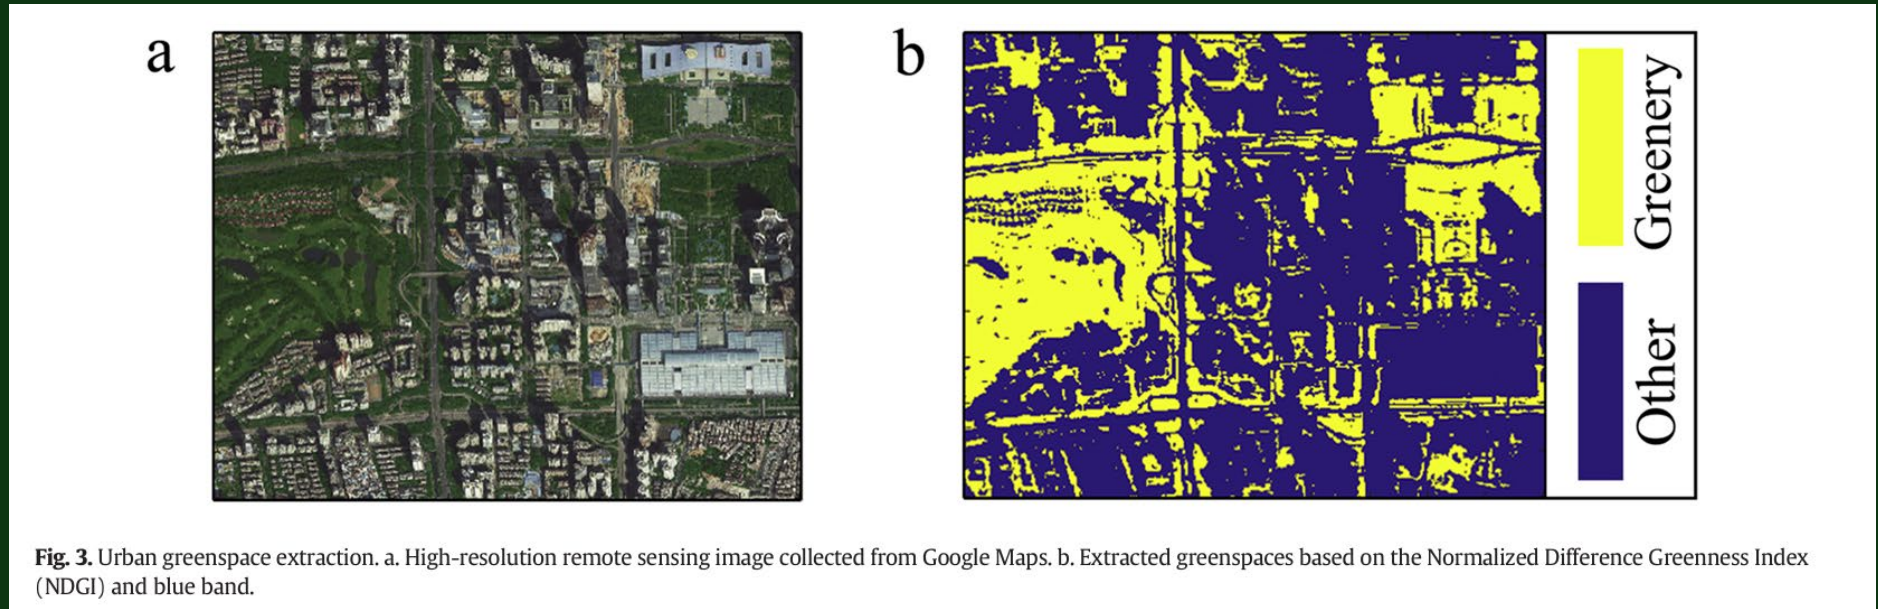 a
b
Greenery
Other
Fig. 3. Urban greenspace extraction. a. High-resolution remote sensing image collected from Google Maps. b. Extracted greenspaces based on the Normalized Difference Greenness Index
(NDGI) and blue band.